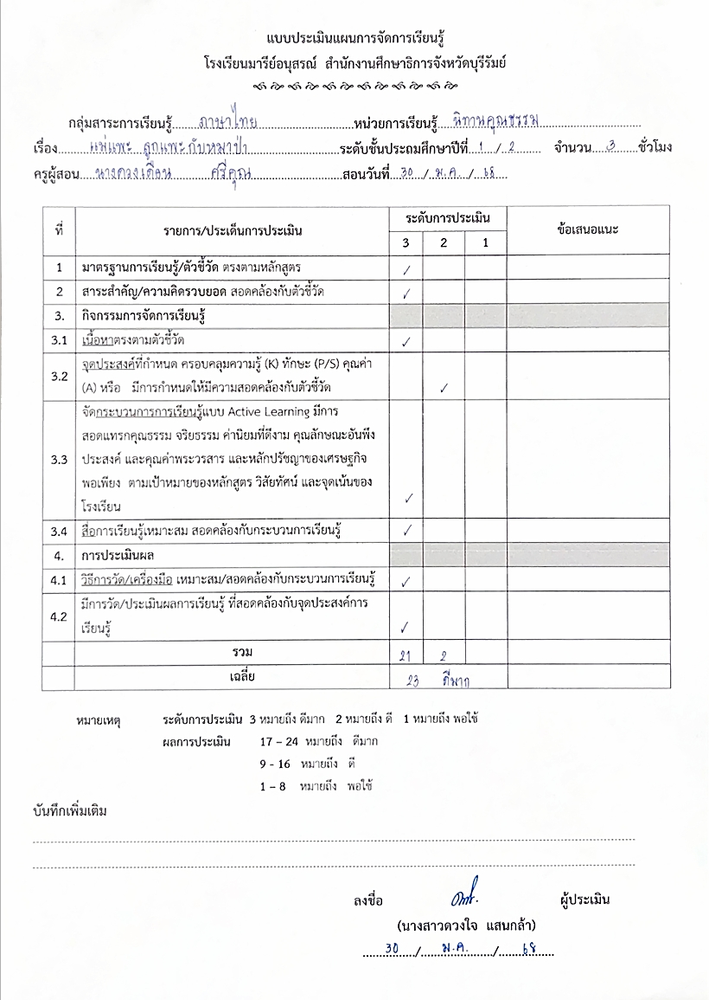 แบบประเมินแผนการจัดการเรียนรู้
โรงเรียนมารีย์อนุสรณ์ สำนักงานศึกษาธิการจังหวัดบุรีรัมย์
กลุ่มสาระการเรียนรู้ ภาษาไทย หน่วยการเรียนรู้ นิทานคุณธรรม
เรื่อง แม่แพะ ลูกแพะกับหมาป่า ระดับชั้นประถมศึกษาปีที่ 1 / 2 จำนวน 3 ชั่วโมง
ครูผู้สอน นางดวงเดือน ศรีคุณ สอนวันที่ 30 / ม.ค. / 68
ที่ รายการ/ประเด็นการประเมิน ระดับการประเมิน ข้อเสนอแนะ
3 2 1
1 มาตรฐานการเรียนรู้/ตัวชี้วัด ตรงตามหลักสูตร ✓
2 สาระสำคัญ/ความคิดรวบยอด สอดคล้องกับตัวชี้วัด ✓
3. กิจกรรมการจัดการเรียนรู้
3.1 เนื้อหาตรงตามตัวชี้วัด ✓
3.2 จุดประสงค์ที่กำหนด ครอบคลุมความรู้ (K) ทักษะ (P/S) คุณค่า
(A) หรือ มีการกำหนดให้มีความสอดคล้องกับตัวชี้วัด ✓
3.3 จัดกระบวนการการเรียนรู้แบบ Active Learning มีการ
สอดแทรกคุณธรรม จริยธรรม ค่านิยมที่ดีงาม คุณลักษณะอันพึง
ประสงค์ และคุณค่าพระวรสาร และหลักปรัชญาของเศรษฐกิจ
พอเพียง ตามเป้าหมายของหลักสูตร วิสัยทัศน์ และจุดเน้นของ
โรงเรียน ✓
3.4 สื่อการเรียนรู้เหมาะสม สอดคล้องกับกระบวนการเรียนรู้ ✓
4. การประเมินผล
4.1 วิธีการวัด/เครื่องมือ เหมาะสม/สอดคล้องกับกระบวนการเรียนรู้ ✓
4.2 มีการวัด/ประเมินผลการเรียนรู้ ที่สอดคล้องกับจุดประสงค์การ
เรียนรู้ ✓
รวม 21 2
เฉลี่ย 23 ดีมาก
หมายเหตุ ระดับการประเมิน 3 หมายถึง ดีมาก 2 หมายถึง ดี 1 หมายถึง พอใช้
ผลการประเมิน 17 – 24 หมายถึง ดีมาก
9 - 16 หมายถึง ดี
1 – 8 หมายถึง พอใช้
บันทึกเพิ่มเติม
ลงชื่อ ผู้ประเมิน
(นางสาวดวงใจ แสนกล้า)
30 / ม.ค. / 68